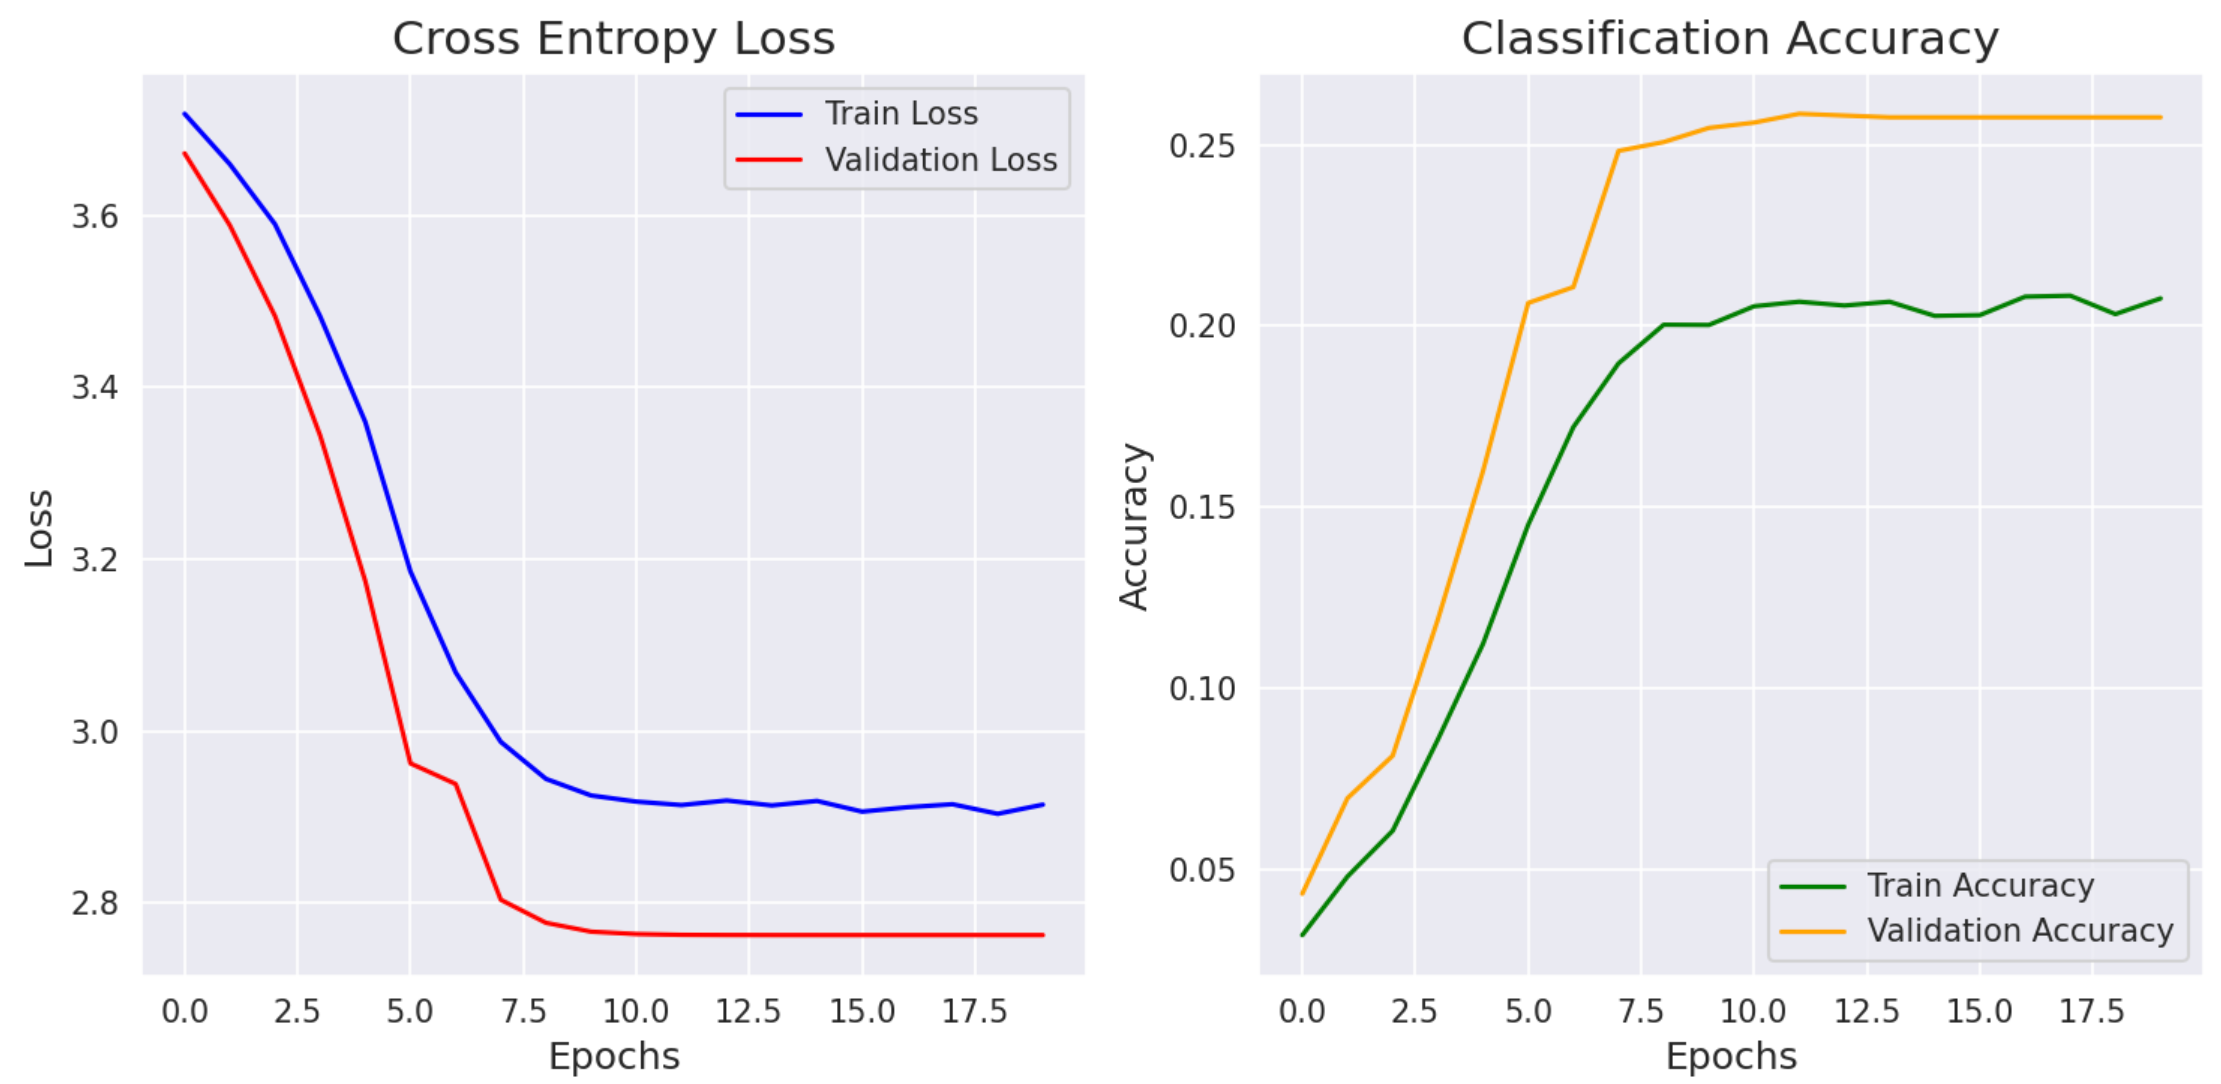 Cross Entropy Loss
Train Loss
Validation Loss
3.6
3.4
3.2
3.0
2.8
Loss
0.0 2.5 5.0 7.5 10.0 12.5 15.0 17.5
Epochs
Classification Accuracy
0.25
0.20
0.15
0.10
0.05
Accuracy
Train Accuracy
Validation Accuracy
0.0 2.5 5.0 7.5 10.0 12.5 15.0 17.5
Epochs